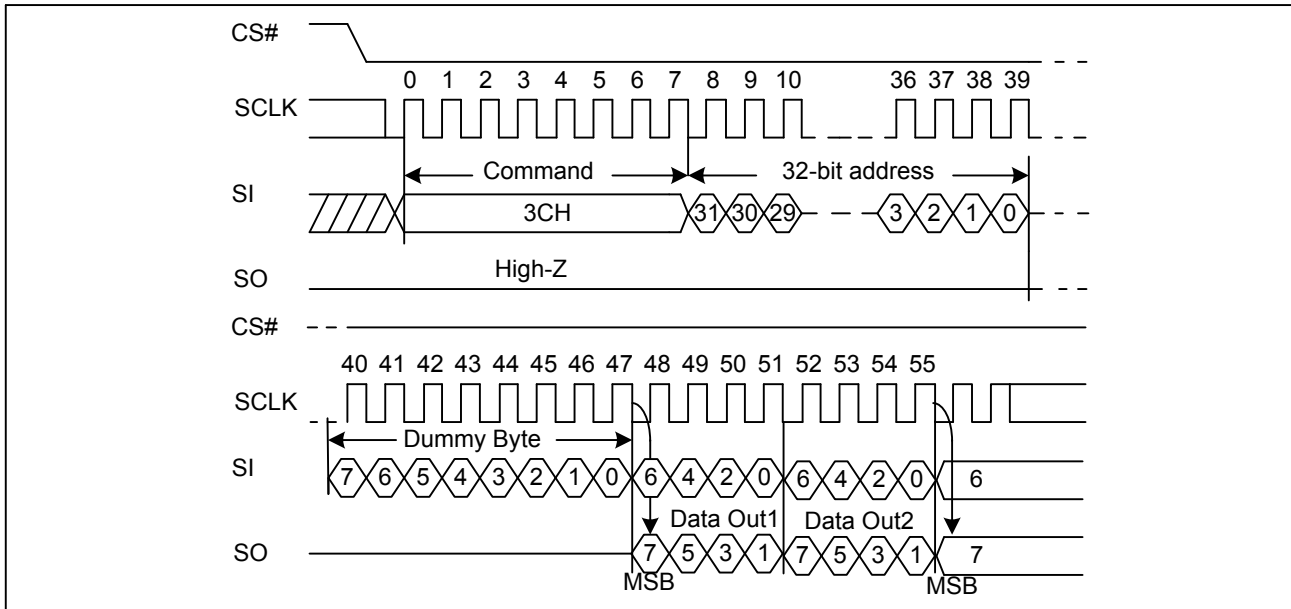 CS#
0 1 2 3 4 5 6 7 8 9 10 36 37 38 39
SCLK
Command 32-bit address
SI 3CH 31 30 29 3 2 1 0
High-Z
SO
CS#
40 41 42 43 44 45 46 47 48 49 50 51 52 53 54 55
SCLK
Dummy Byte
SI 7 6 5 4 3 2 1 0 6 4 2 0 6 4 2 0 6
Data Out1 Data Out2
SO 7 5 3 1 7 5 3 1 7
MSB MSB